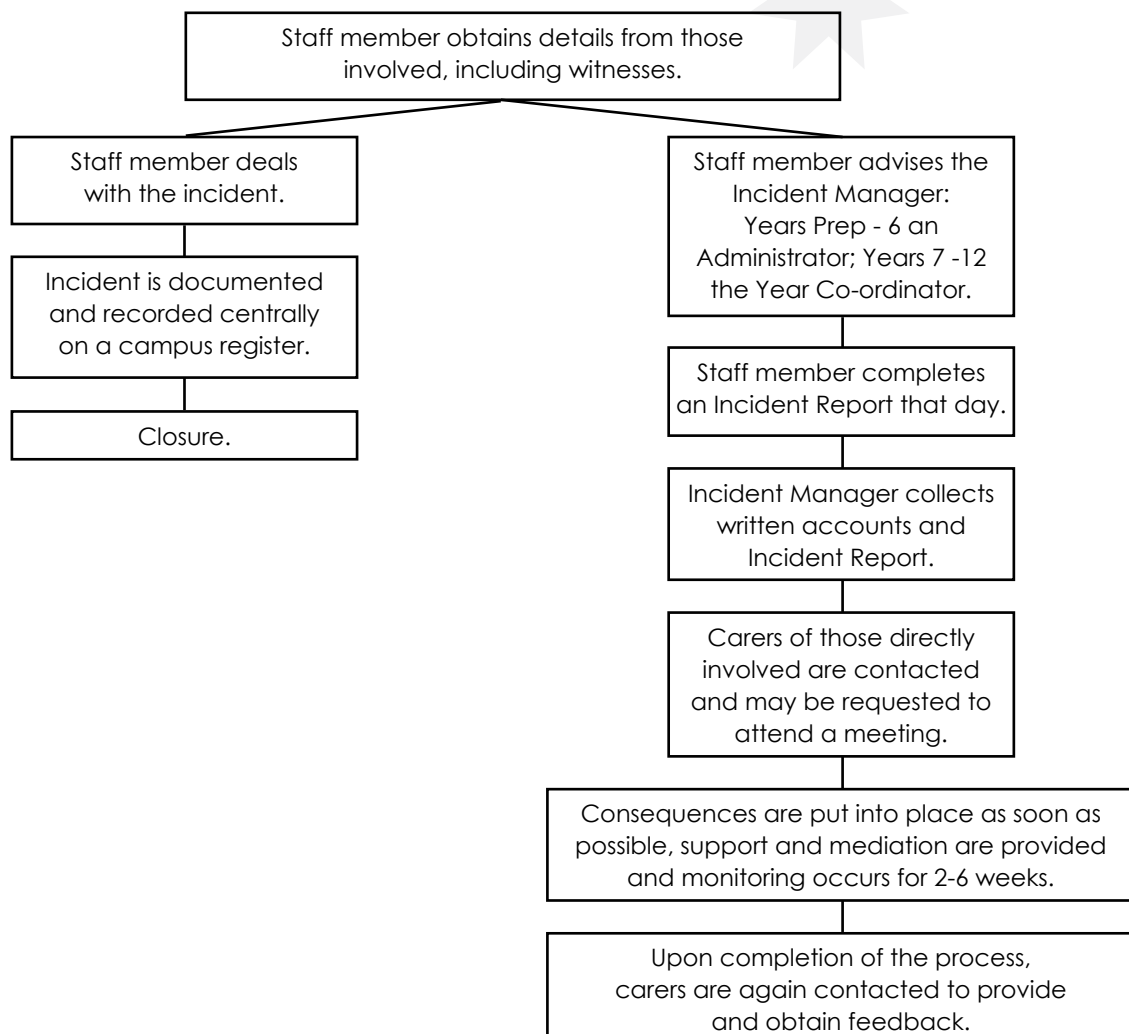 Staff member obtains details from those
involved, including witnesses.
Staff member deals
with the incident.
Incident is documented
and recorded centrally
on a campus register.
Closure.
Staff member advises the
Incident Manager:
Years Prep - 6 an
Administrator; Years 7 -12
the Year Co-ordinator.
Staff member completes
an Incident Report that day.
Incident Manager collects
written accounts and
Incident Report.
Carers of those directly
involved are contacted
and may be requested to
attend a meeting.
Consequences are put into place as soon as
possible, support and mediation are provided
and monitoring occurs for 2-6 weeks.
Upon completion of the process,
carers are again contacted to provide
and obtain feedback.